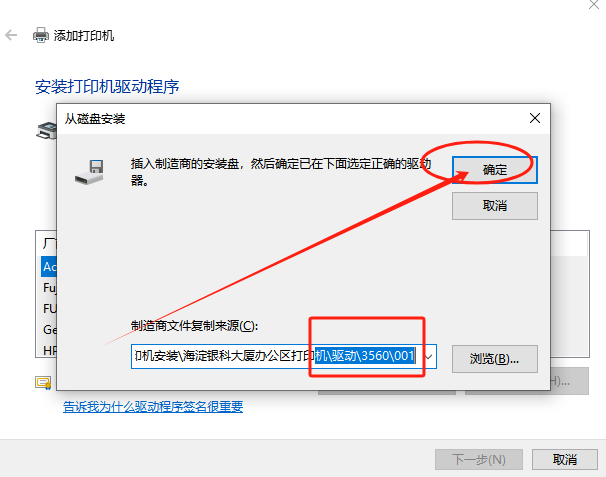 添加打印机
安装打印机驱动程序
从磁盘安装
插入制造商的安装盘，然后确定已在下面选定正确的驱动
器。
确定
取消
制造商文件复制来源(C):
机安装\海淀银科大厦办公区打印机\驱动\3560\001
浏览(B)...
厂
Ac
Fuj
FU
Ge
HP
H)...
告诉我为什么驱动程序签名很重要
下一步(N)
取消